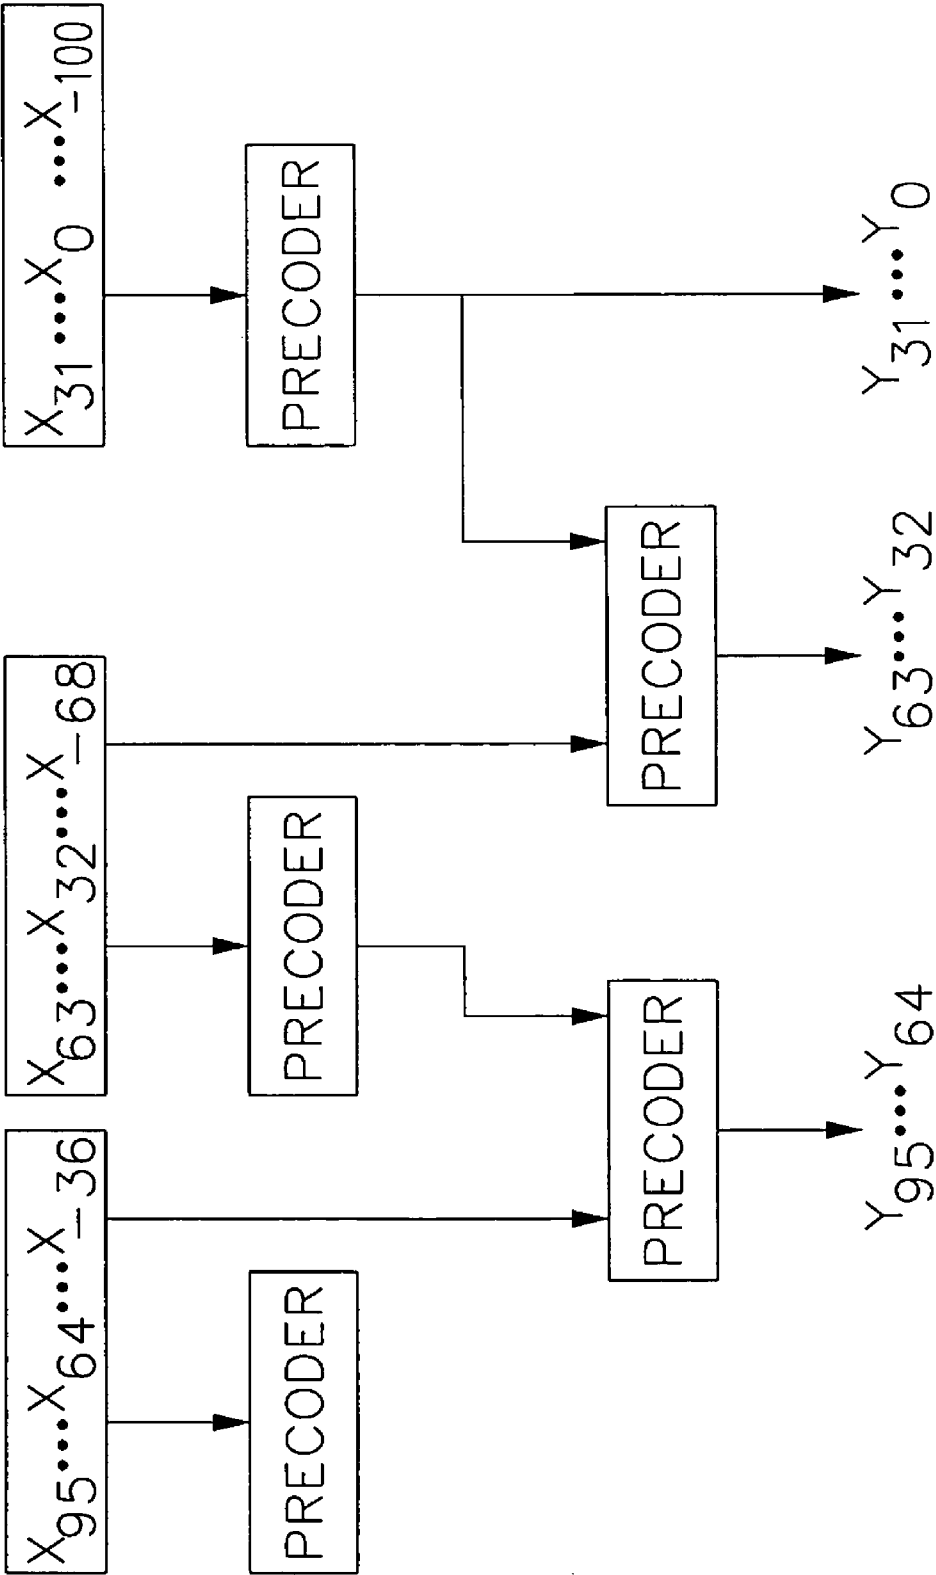 X95...X64...X-36
X63...X32...X-68
X31...X0 ...X-100
PRECODER
PRECODER
PRECODER
PRECODER
PRECODER
Y95...Y64
Y63...Y32
Y31...Y0